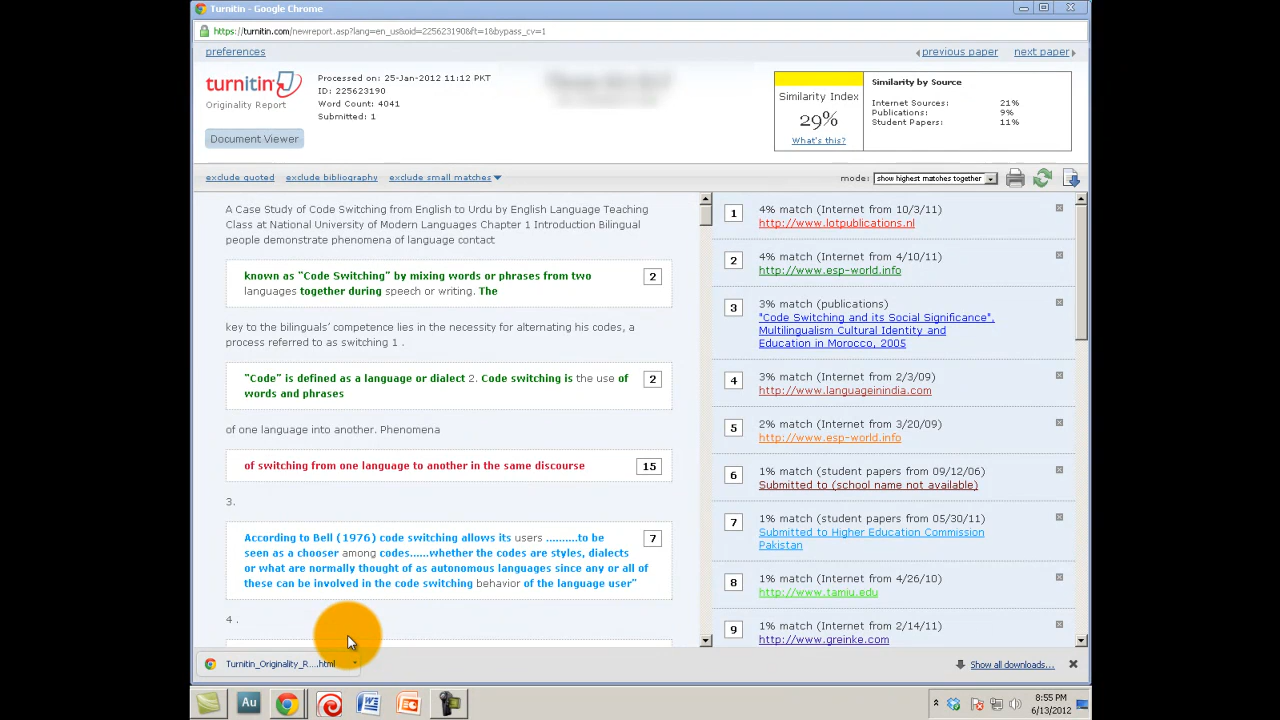 Turnitin - Google Chrome
https://turnitin.com/newreport.asp?lang=en_us&oid=225623190&ft=1&bypass_cv=1
preferences
previous paper
next paper
turnitin
Originality Report
Processed on: 25-Jan-2012 11:12 PKT
ID: 225623190
Word Count: 4041
Submitted: 1
Document Viewer
Similarity Index
29%
What's this?
Similarity by Source
Internet Sources: 21%
Publications: 9%
Student Papers: 11%
exclude quoted
exclude bibliography
exclude small matches
mode: show highest matches together
A Case Study of Code Switching from English to Urdu by English Language Teaching
Class at National University of Modern Languages Chapter 1 Introduction Bilingual
people demonstrate phenomena of language contact
known as "Code Switching" by mixing words or phrases from two
languages together during speech or writing. The
2
key to the bilinguals' competence lies in the necessity for alternating his codes, a
process referred to as switching 1 .
"Code" is defined as a language or dialect 2. Code switching is the use of
words and phrases
2
of one language into another. Phenomena
of switching from one language to another in the same discourse
15
3.
According to Bell (1976) code switching allows its users ..........to be
seen as a chooser among codes......whether the codes are styles, dialects
or what are normally thought of as autonomous languages since any or all of
these can be involved in the code switching behavior of the language user"
7
4 .
1
4% match (Internet from 10/3/11)
http://www.lotpublications.nl
2
4% match (Internet from 4/10/11)
http://www.esp-world.info
3
3% match (publications)
"Code Switching and its Social Significance",
Multilingualism Cultural Identity and
Education in Morocco, 2005
4
3% match (Internet from 2/3/09)
http://www.languageinindia.com
5
2% match (Internet from 3/20/09)
http://www.esp-world.info
6
1% match (student papers from 09/12/06)
Submitted to (school name not available)
7
1% match (student papers from 05/30/11)
Submitted to Higher Education Commission
Pakistan
8
1% match (Internet from 4/26/10)
http://www.tamiu.edu
9
1% match (Internet from 2/14/11)
http://www.greinke.com
Turnitin_Originality_R....html
Show all downloads...
Au
8:55 PM
6/13/2012